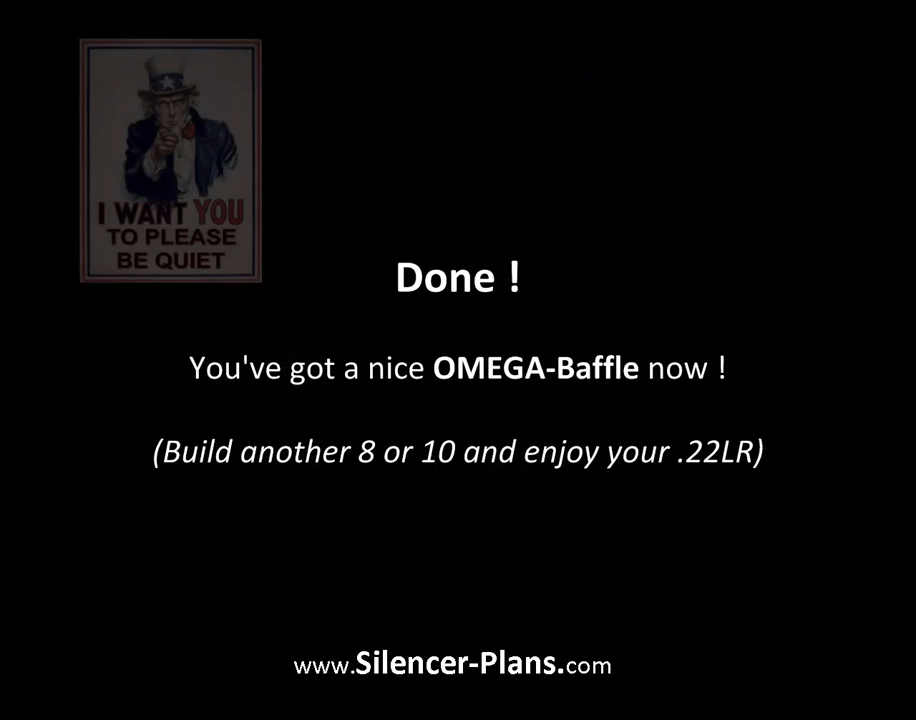 I WANT YOU
TO PLEASE
BE QUIET
Done !
You've got a nice OMEGA-Baffle now !
(Build another 8 or 10 and enjoy your .22LR)
www.Silencer-Plans.com